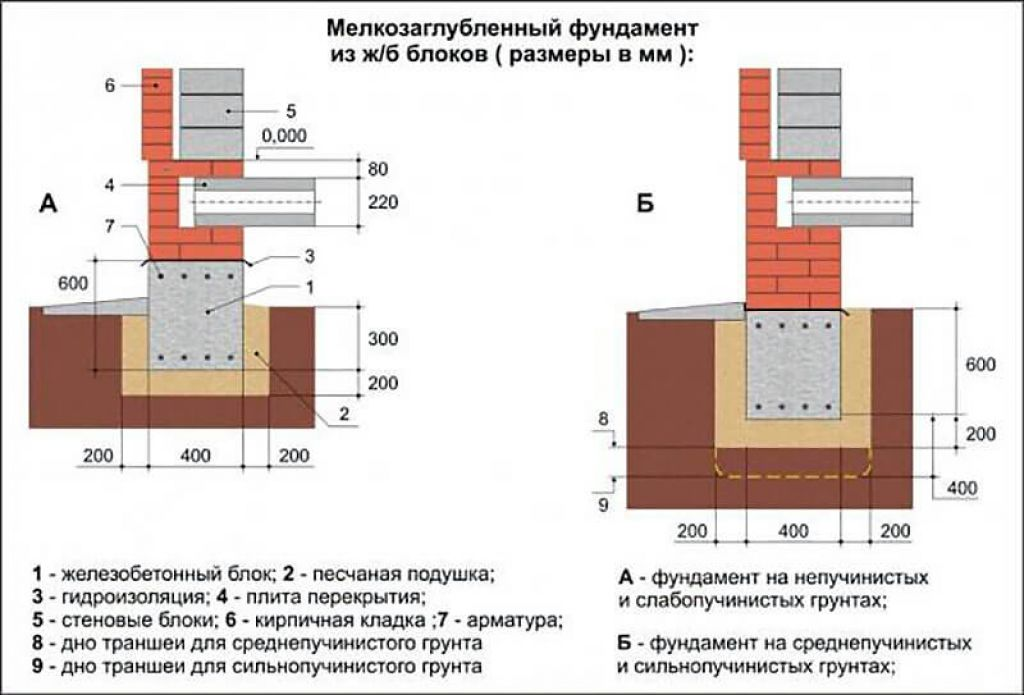 Мелкозаглубленный фундамент
из ж/б блоков ( размеры в мм ):
6
5
0,000
80
4
А
220
7
3
600
1
300
200
2
200 400 200
Б
600
8
200
400
9
200 400 200
1 - железобетонный блок; 2 - песчаная подушка;
3 - гидроизоляция; 4 - плита перекрытия;
5 - стеновые блоки; 6 - кирпичная кладка ;7 - арматура;
8 - дно траншеи для среднепучинистого грунта
9 - дно траншеи для сильнопучинистого грунта
А - фундамент на непучинистых
и слабопучинистых грунтах;
Б - фундамент на среднепучинистых
и сильнопучинистых грунтах;